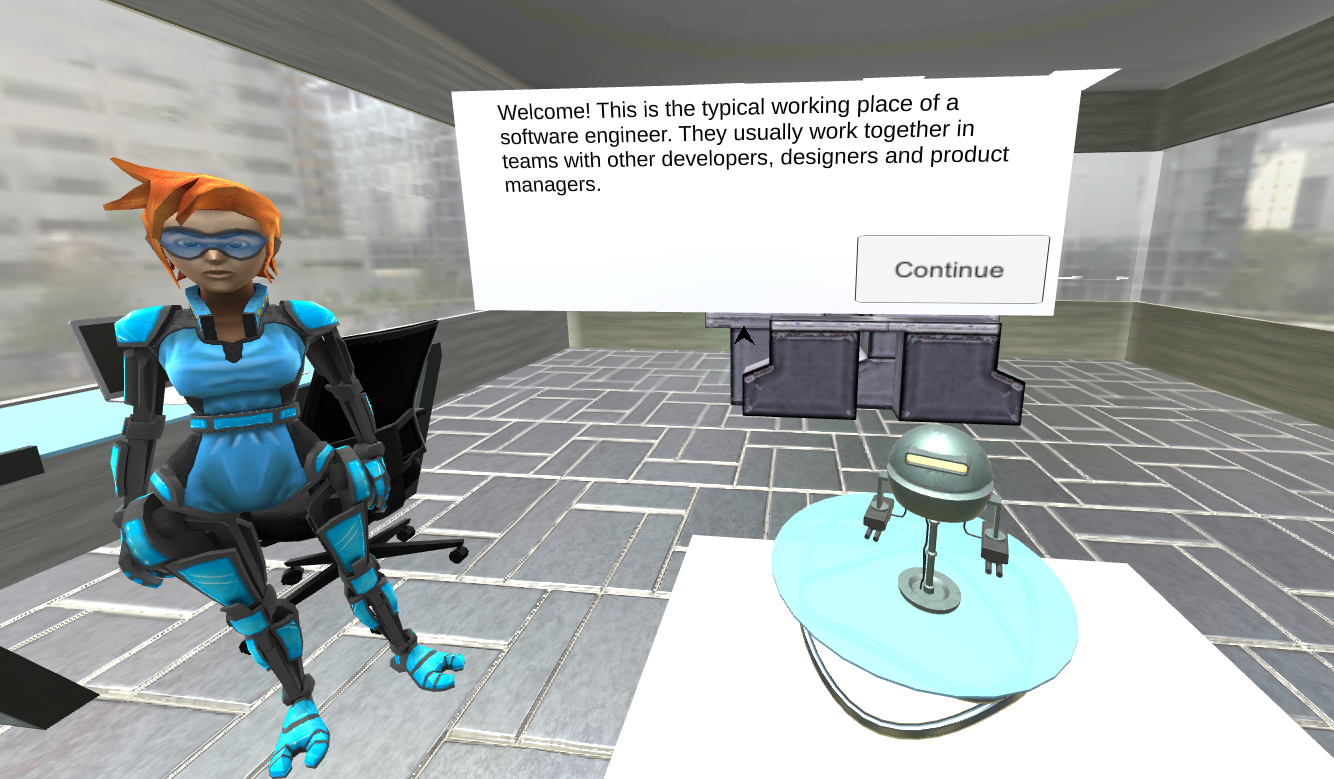 Welcome! This is the typical working place of a
software engineer. They usually work together in
teams with other developers, designers and product
managers.
Continue